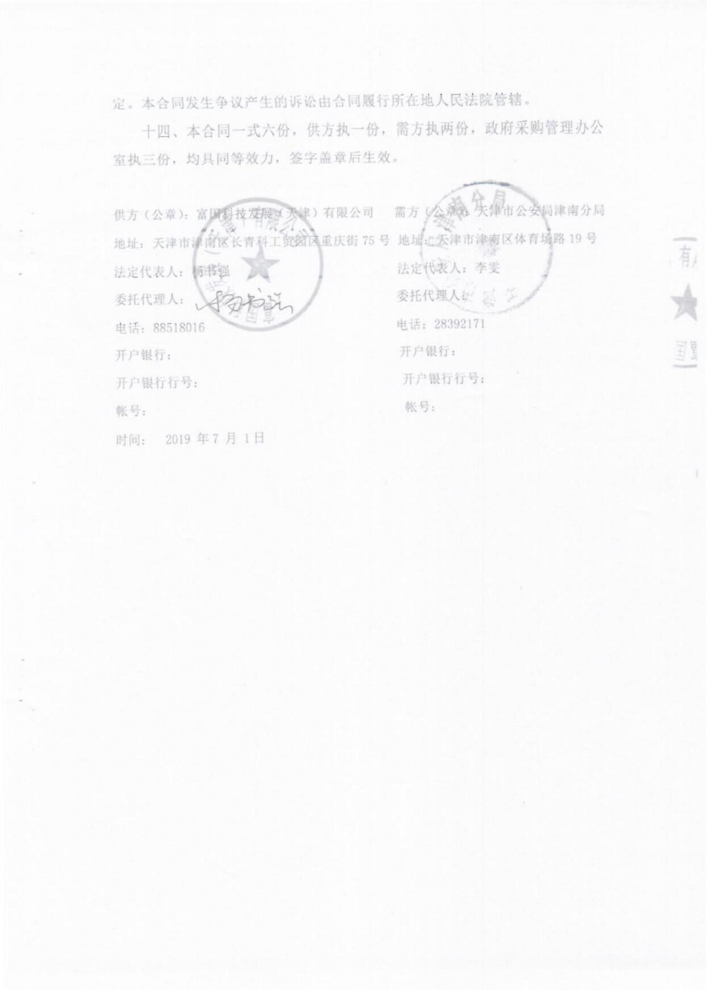 定。本合同发生争议产生的诉讼由合同履行所在地人民法院管辖。
十四、本合同一式六份，供方执一份，需方执两份，政府采购管理办公
室执三份，均具同等效力，签字盖章后生效。
供方（公章）：富国科技发展（天津）有限公司
地址：天津市津南区长青科工贸园区重庆街 75 号
法定代表人：杨书强
委托代理人：杨书强
电话：88518016
开户银行：
开户银行行号：
帐号：
时间： 2019 年 7 月 1 日
需方（公章）：天津市公安局津南分局
地址：天津市津南区体育场路 19 号
法定代表人：李雯
委托代理人：
电话：28392171
开户银行：
开户银行行号：
帐号：